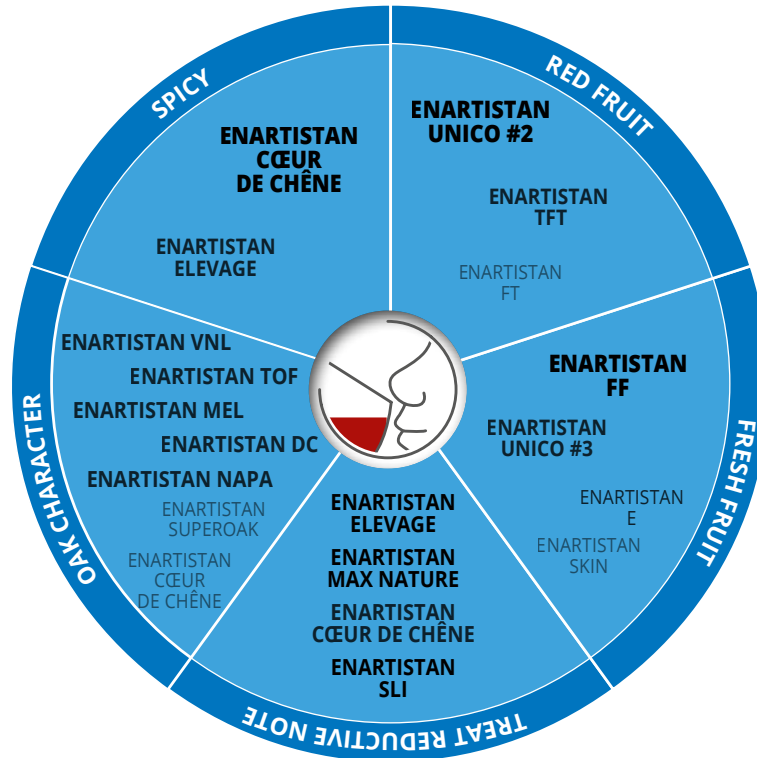 SPICY
ENARTISTAN
CŒUR
DE CHÊNE
ENARTISTAN
ELEVAGE
RED FRUIT
ENARTISTAN
UNICO #2
ENARTISTAN
TFT
ENARTISTAN
FT
FRESH FRUIT
ENARTISTAN
FF
ENARTISTAN
UNICO #3
ENARTISTAN
E
ENARTISTAN
SKIN
TREAT REDUCTIVE NOTE
ENARTISTAN
ELEVAGE
ENARTISTAN
MAX NATURE
ENARTISTAN
CŒUR DE CHÊNE
ENARTISTAN
SLI
OAK CHARACTER
ENARTISTAN VNL
ENARTISTAN TOF
ENARTISTAN MEL
ENARTISTAN DC
ENARTISTAN NAPA
ENARTISTAN
SUPEROAK
ENARTISTAN
CŒUR
DE CHÊNE